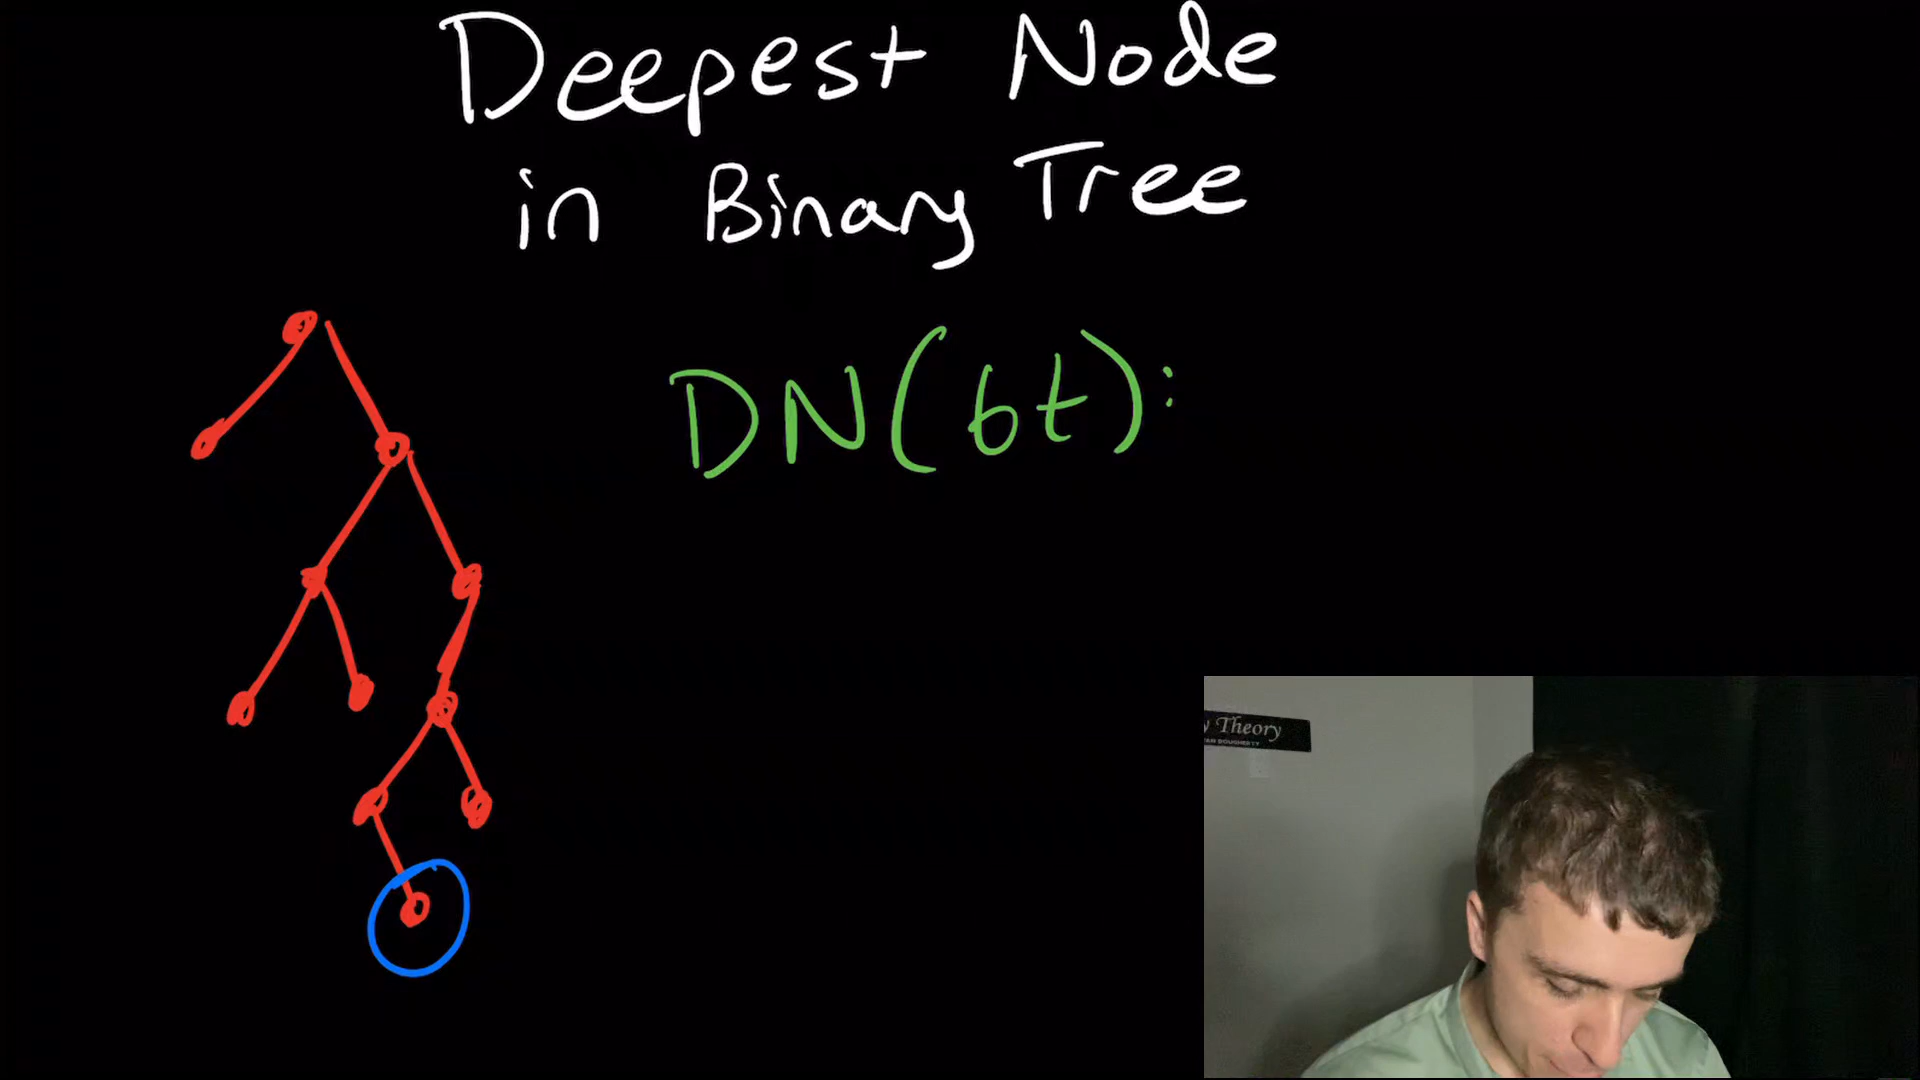 Deepest Node
in Binary Tree
DN(bt):
Theory